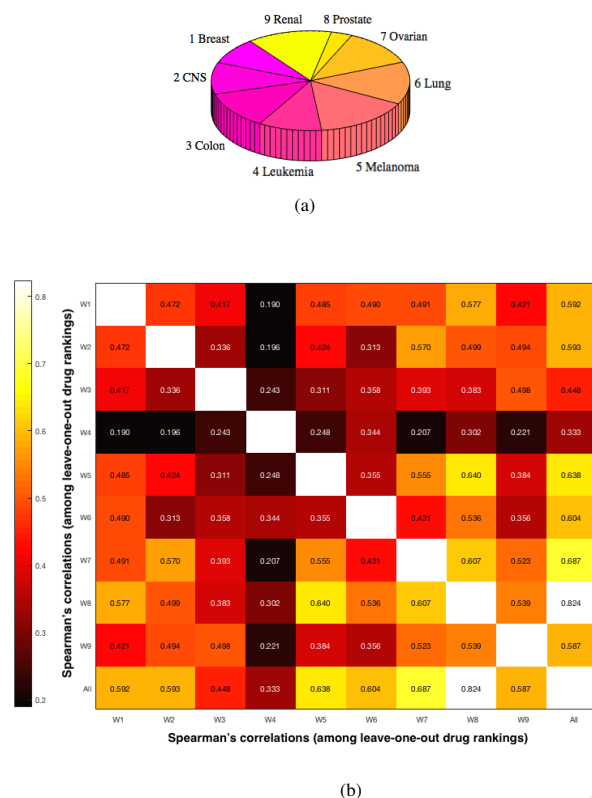 9 Renal
8 Prostate
1 Breast
7 Ovarian
2 CNS
6 Lung
3 Colon
4 Leukemia
5 Melanoma
(a)
Spearman's correlations (among leave-one-out drug rankings)
0.8
0.7
0.6
0.5
0.4
0.3
0.2
W1 0.472 0.417 0.190 0.485 0.490 0.491 0.577 0.421 0.592
W2 0.472 0.336 0.196 0.424 0.313 0.570 0.499 0.494 0.593
W3 0.417 0.336 0.243 0.311 0.358 0.393 0.383 0.498 0.448
W4 0.190 0.196 0.243 0.248 0.344 0.207 0.302 0.221 0.333
W5 0.485 0.424 0.311 0.248 0.355 0.555 0.640 0.384 0.638
W6 0.490 0.313 0.358 0.344 0.355 0.431 0.536 0.356 0.604
W7 0.491 0.570 0.393 0.207 0.555 0.431 0.607 0.523 0.687
W8 0.577 0.499 0.383 0.302 0.640 0.536 0.607 0.539 0.824
W9 0.421 0.494 0.498 0.221 0.384 0.356 0.523 0.539 0.587
All 0.592 0.593 0.448 0.333 0.638 0.604 0.687 0.824 0.587
W1 W2 W3 W4 W5 W6 W7 W8 W9 All
Spearman's correlations (among leave-one-out drug rankings)
(b)